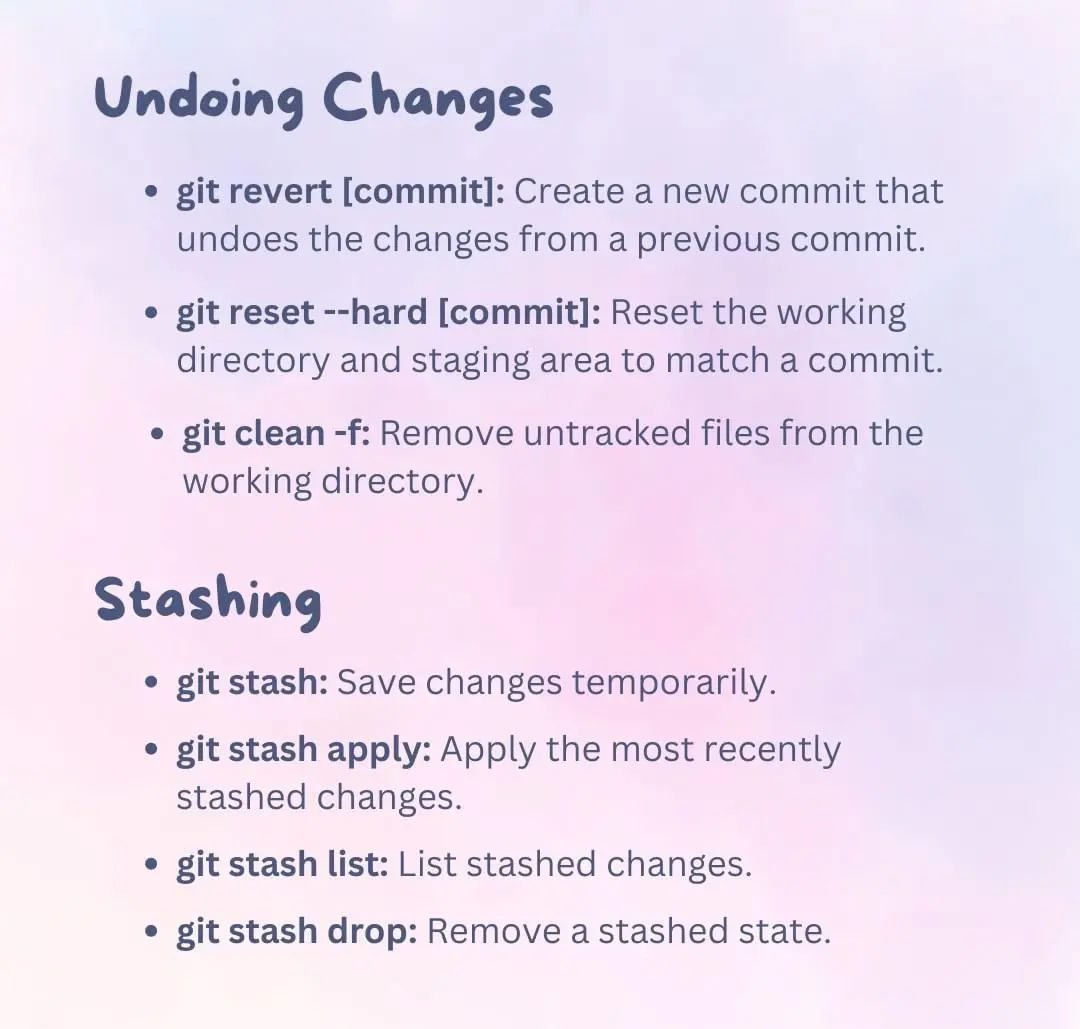 Undoing Changes
• git revert [commit]: Create a new commit that
undoes the changes from a previous commit.
• git reset --hard [commit]: Reset the working
directory and staging area to match a commit.
• git clean -f: Remove untracked files from the
working directory.
Stashing
• git stash: Save changes temporarily.
• git stash apply: Apply the most recently
stashed changes.
• git stash list: List stashed changes.
• git stash drop: Remove a stashed state.